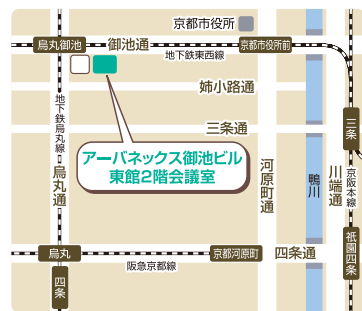 京都市役所
烏丸御池
御池通
京都市役所前
地下鉄東西線
姉小路通
三条通
地下鉄烏丸線
烏丸通
アーバネックス御池ビル
東館2階会議室
河原町通
鴨川
川端通
三条
京阪本線
祇園四条
烏丸
四条
阪急京都線
京都河原町
四条通